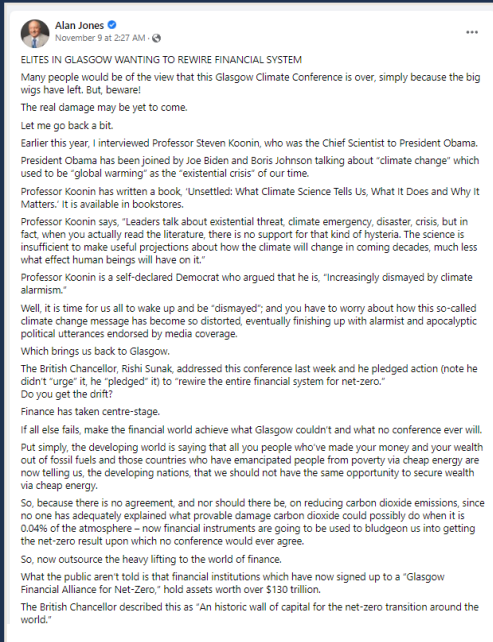 Alan Jones
November 9 at 2:27 AM ·
ELITES IN GLASGOW WANTING TO REWIRE FINANCIAL SYSTEM
Many people would be of the view that this Glasgow Climate Conference is over, simply because the big
wigs have left. But, beware!
The real damage may be yet to come.
Let me go back a bit.
Earlier this year, I interviewed Professor Steven Koonin, who was the Chief Scientist to President Obama.
President Obama has been joined by Joe Biden and Boris Johnson talking about "climate change" which
used to be "global warming" as the "existential crisis" of our time.
Professor Koonin has written a book, 'Unsettled: What Climate Science Tells Us, What It Does and Why It
Matters.' It is available in bookstores.
Professor Koonin says, "Leaders talk about existential threat, climate emergency, disaster, crisis, but in
fact, when you actually read the literature, there is no support for that kind of hysteria. The science is
insufficient to make useful projections about how the climate will change in coming decades, much less
what effect human beings will have on it."
Professor Koonin is a self-declared Democrat who argued that he is, "Increasingly dismayed by climate
alarmism."
Well, it is time for us all to wake up and be "dismayed"; and you have to worry about how this so-called
climate change message has become so distorted, eventually finishing up with alarmist and apocalyptic
political utterances endorsed by media coverage.
Which brings us back to Glasgow.
The British Chancellor, Rishi Sunak, addressed this conference last week and he pledged action (note he
didn't "urge" it, he "pledged" it) to "rewire the entire financial system for net-zero."
Do you get the drift?
Finance has taken centre-stage.
If all else fails, make the financial world achieve what Glasgow couldn't and what no conference ever will.
Put simply, the developing world is saying that all you people who've made your money and your wealth
out of fossil fuels and those countries who have emancipated people from poverty via cheap energy are
now telling us, the developing nations, that we should not have the same opportunity to secure wealth
via cheap energy.
So, because there is no agreement, and nor should there be, on reducing carbon dioxide emissions, since
no one has adequately explained what provable damage carbon dioxide could possibly do when it is
0.04% of the atmosphere – now financial instruments are going to be used to bludgeon us into getting
the net-zero result upon which no conference would ever agree.
So, now outsource the heavy lifting to the world of finance.
What the public aren't told is that financial institutions which have now signed up to a "Glasgow
Financial Alliance for Net-Zero," hold assets worth over $130 trillion.
The British Chancellor described this as "An historic wall of capital for the net-zero transition around the
world."